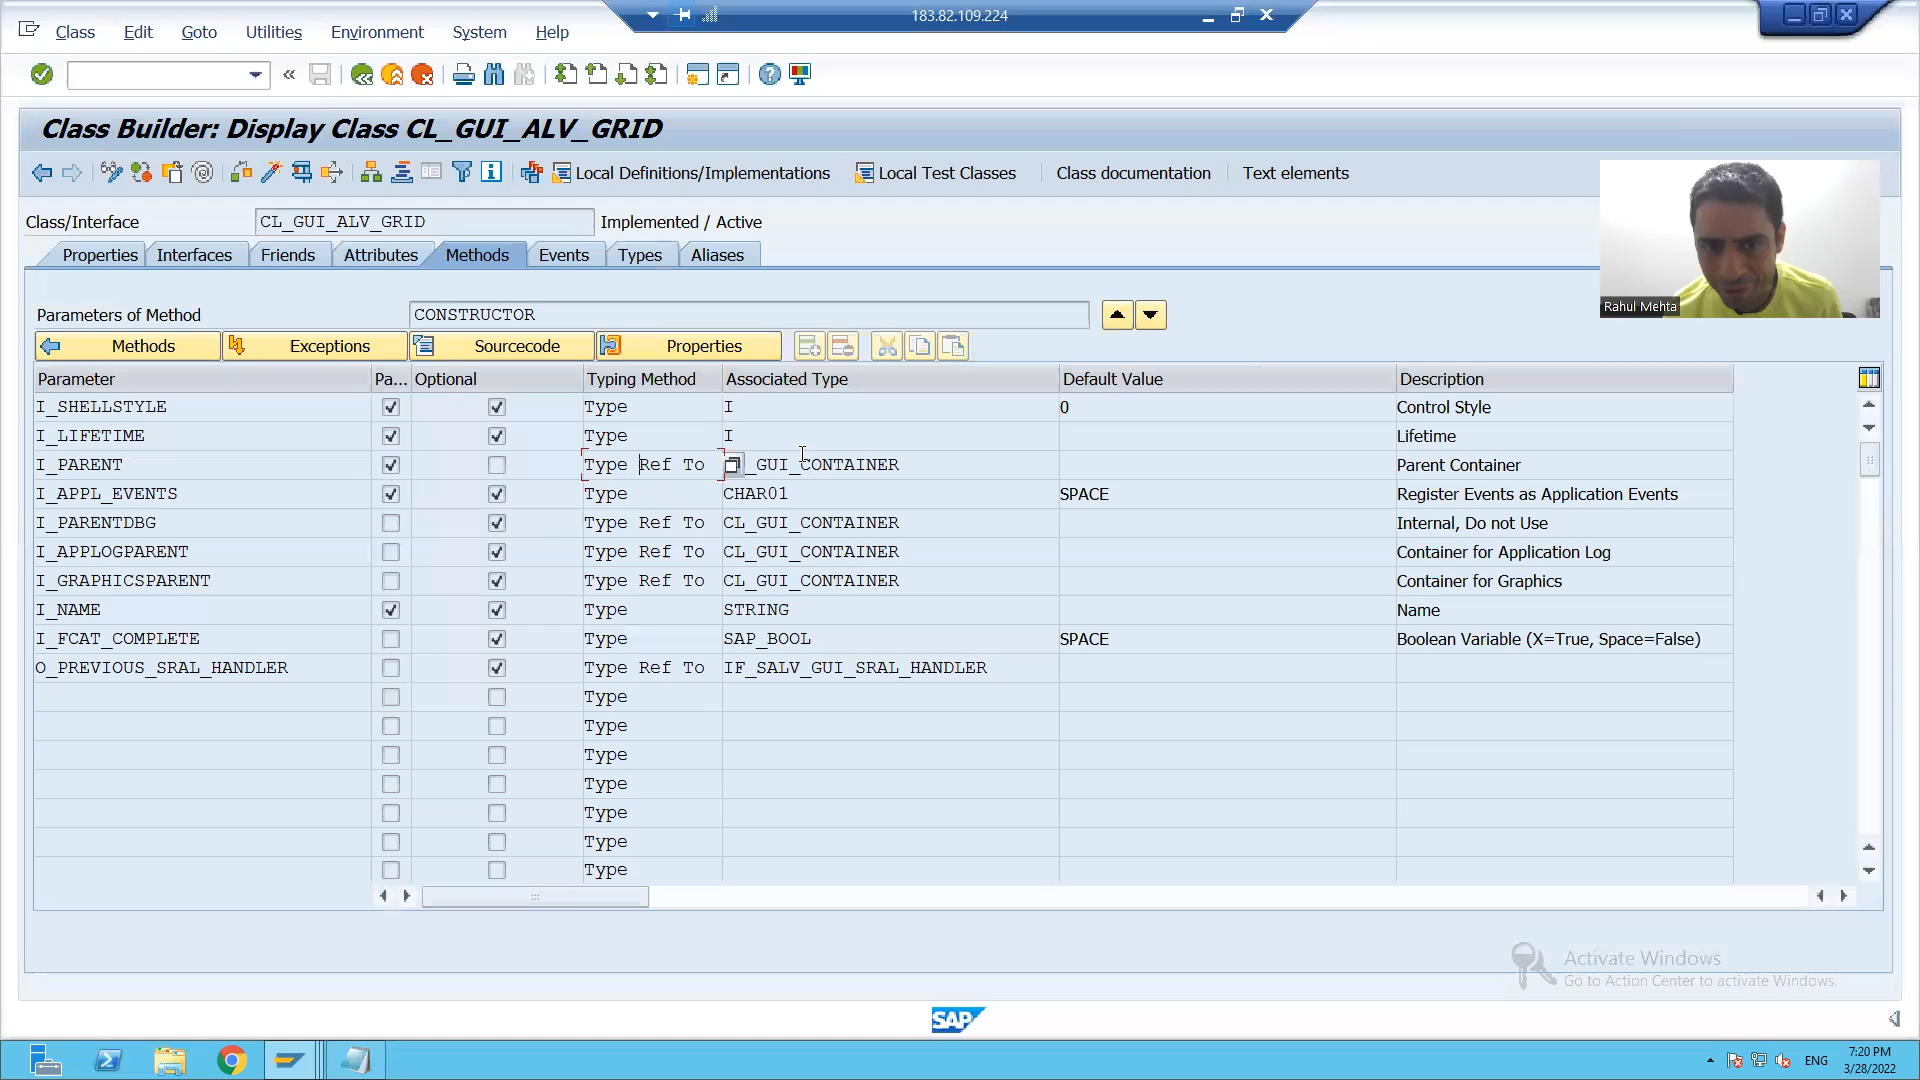 183.82.109.224
Class Edit Goto Utilities Environment System Help
Class Builder: Display Class CL_GUI_ALV_GRID
Local Definitions/Implementations Local Test Classes Class documentation Text elements
Class/Interface CL_GUI_ALV_GRID Implemented / Active
Properties Interfaces Friends Attributes Methods Events Types Aliases
Rahul Mehta
Parameters of Method CONSTRUCTOR
Methods Exceptions Sourcecode Properties
Parameter Pa... Optional Typing Method Associated Type Default Value Description
I_SHELLSTYLE Type I 0 Control Style
I_LIFETIME Type I Lifetime
I_PARENT Type Ref To _GUI_CONTAINER Parent Container
I_APPL_EVENTS Type CHAR01 SPACE Register Events as Application Events
I_PARENTDBG Type Ref To CL_GUI_CONTAINER Internal, Do not Use
I_APPLOGPARENT Type Ref To CL_GUI_CONTAINER Container for Application Log
I_GRAPHICSPARENT Type Ref To CL_GUI_CONTAINER Container for Graphics
I_NAME Type STRING Name
I_FCAT_COMPLETE Type SAP_BOOL SPACE Boolean Variable (X=True, Space=False)
O_PREVIOUS_SRAL_HANDLER Type Ref To IF_SALV_GUI_SRAL_HANDLER
Type
Type
Type
Type
Type
Type
Type
Activate Windows
Go to Action Center to activate Windows.
SAP
ENG
7:20 PM
3/28/2022